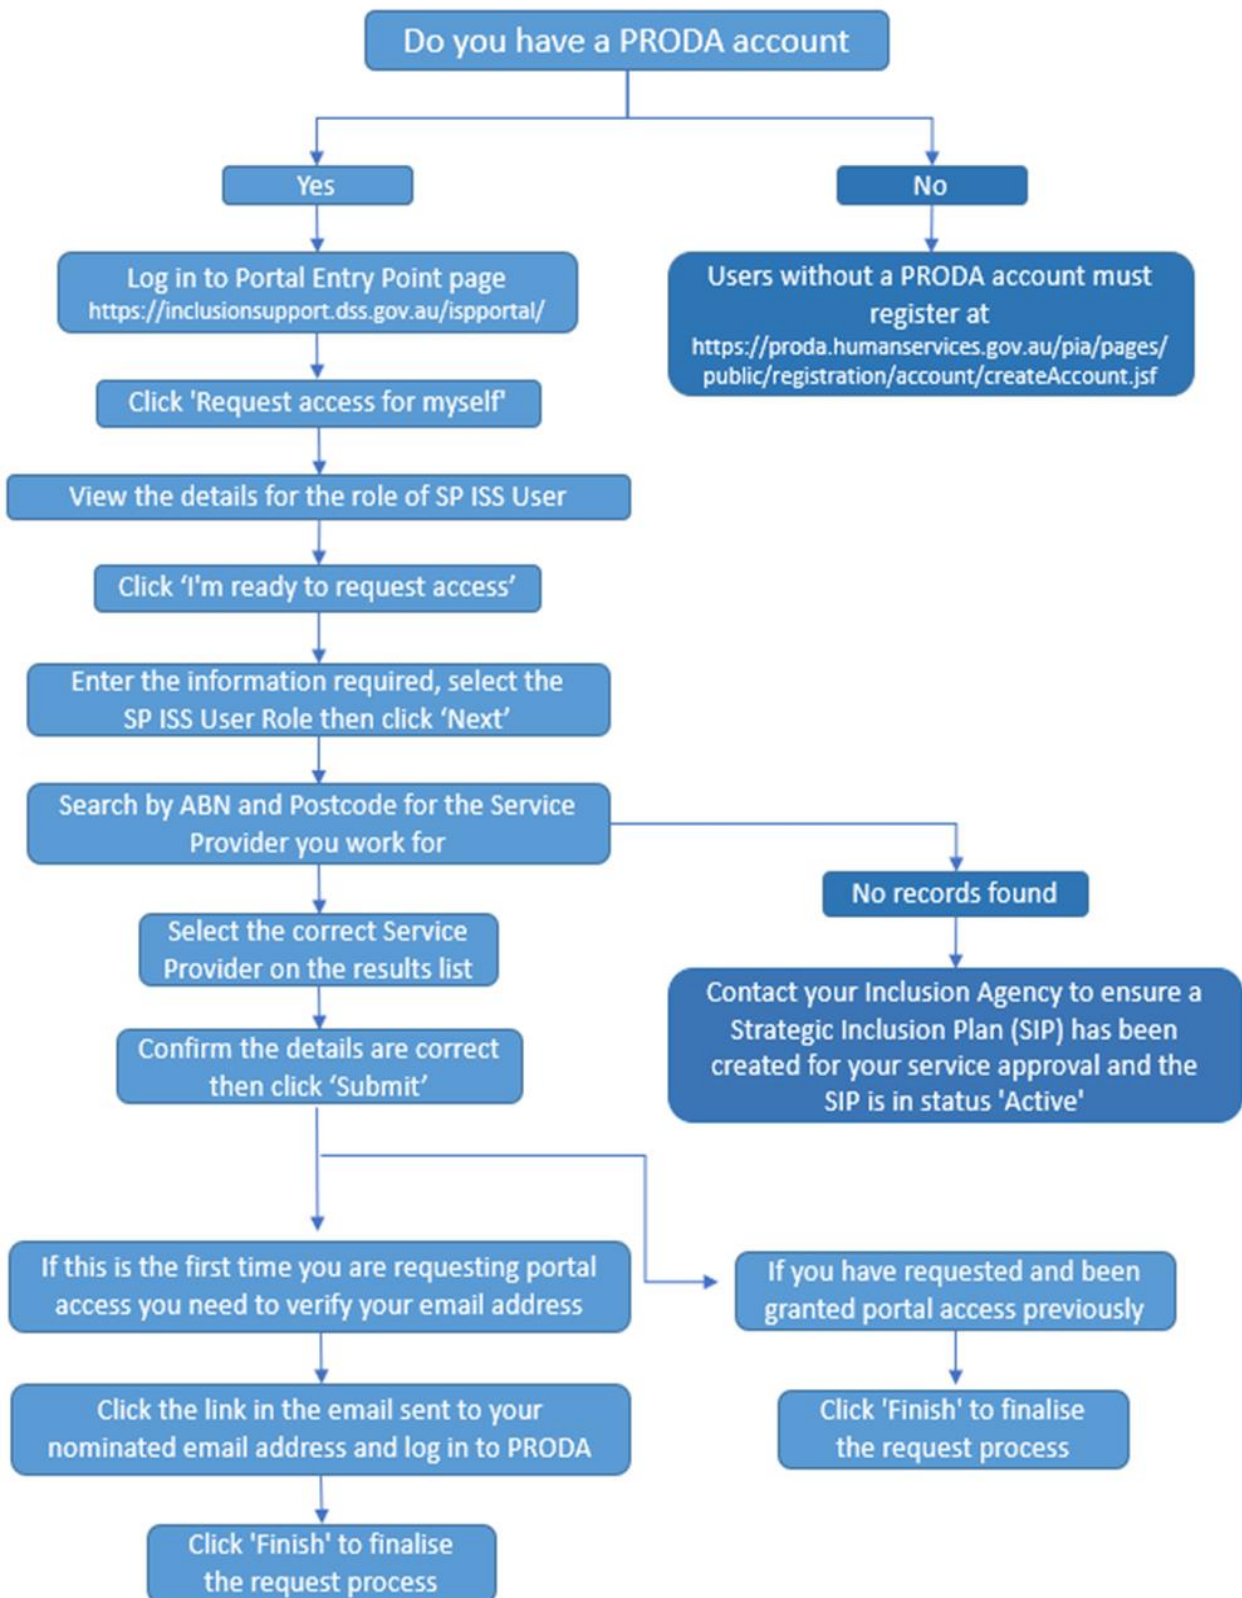 Do you have a PRODA account
Yes
No
Log in to Portal Entry Point page
https://inclusionsupport.dss.gov.au/ispportal/
Users without a PRODA account must
register at
https://proda.humanservices.gov.au/pia/pages/
public/registration/account/createAccount.jsf
Click 'Request access for myself'
View the details for the role of SP ISS User
Click ‘I'm ready to request access’
Enter the information required, select the
SP ISS User Role then click ‘Next’
Search by ABN and Postcode for the Service
Provider you work for
No records found
Select the correct Service
Provider on the results list
Contact your Inclusion Agency to ensure a
Strategic Inclusion Plan (SIP) has been
created for your service approval and the
SIP is in status 'Active'
Confirm the details are correct
then click ‘Submit’
If this is the first time you are requesting portal
access you need to verify your email address
If you have requested and been
granted portal access previously
Click the link in the email sent to your
nominated email address and log in to PRODA
Click 'Finish' to finalise
the request process
Click 'Finish' to finalise
the request process